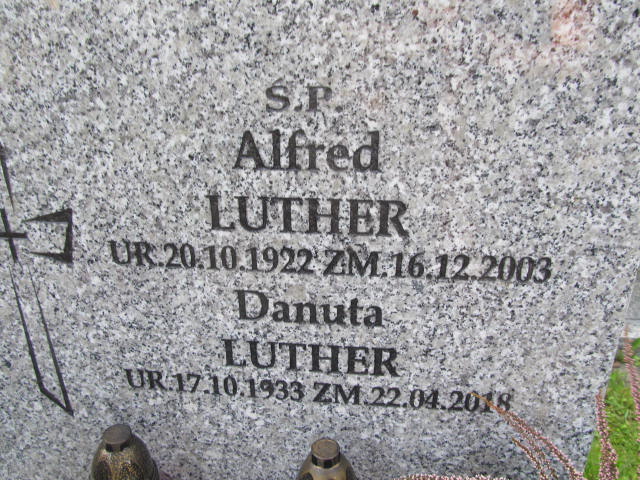 Ś.P.
Alfred
LUTHER
UR.20.10.1922 ZM.16.12.2003
Danuta
LUTHER
UR.17.10.1933 ZM.22.04.2018